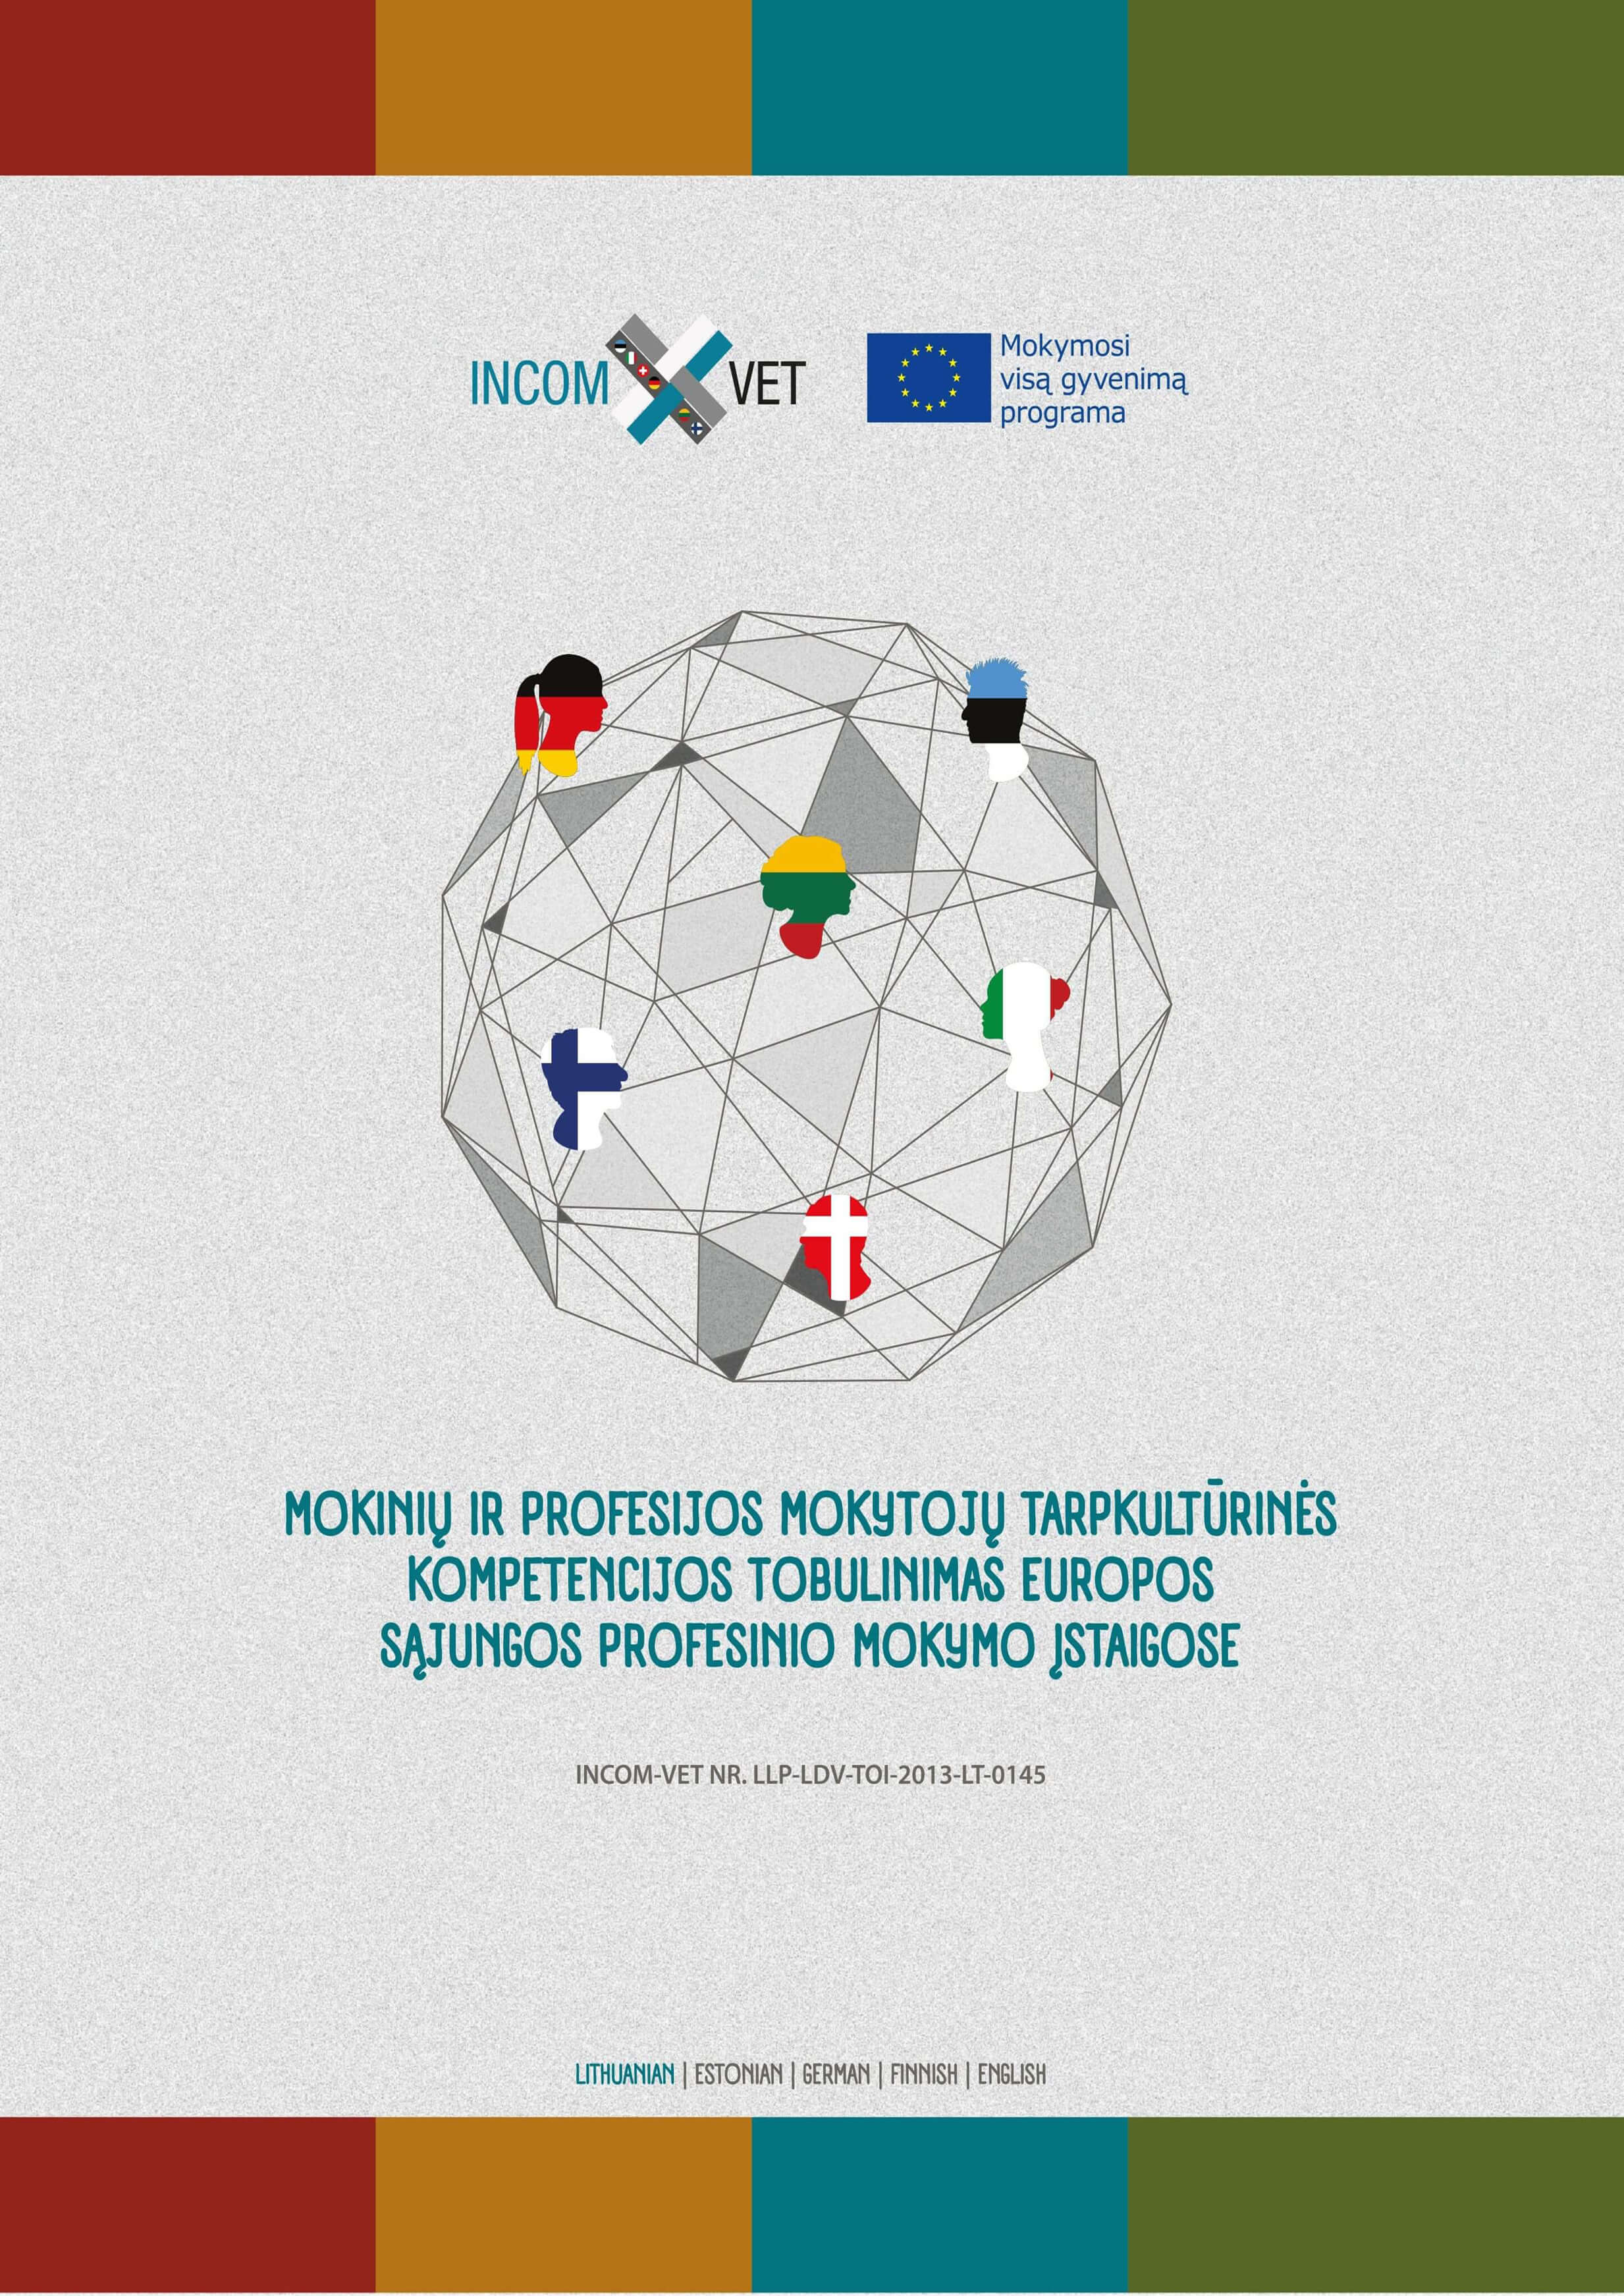 INCOM VET
Mokymosi
visą gyvenimą
programa
MOKINIŲ IR PROFESIJOS MOKYTOJŲ TARPKULTŪRINĖS
KOMPETENCIJOS TOBULINIMAS EUROPOS
SĄJUNGOS PROFESINIO MOKYMO ĮSTAIGOSE
INCOM-VET NR. LLP-LDV-TOI-2013-LT-0145
LITHUANIAN | ESTONIAN | GERMAN | FINNISH | ENGLISH